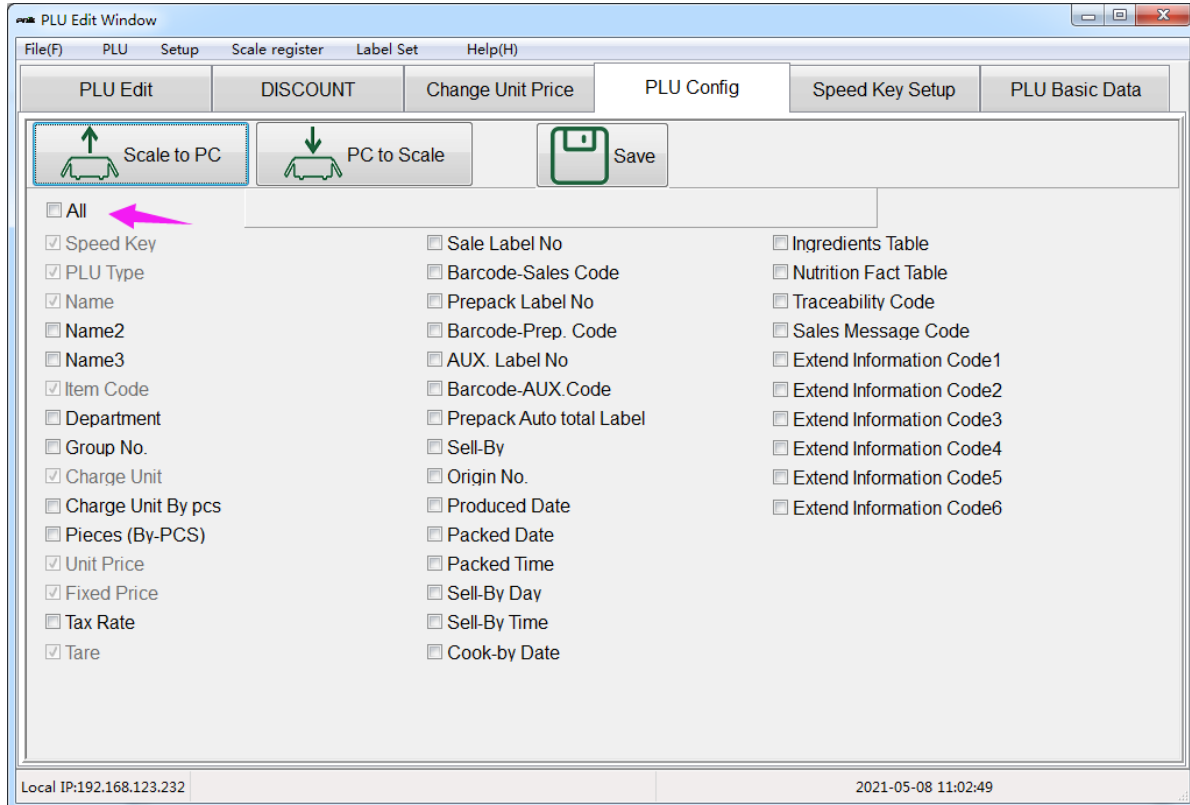 PLU Edit Window
File(F) PLU Setup Scale register Label Set Help(H)
PLU Edit DISCOUNT Change Unit Price PLU Config Speed Key Setup PLU Basic Data
Scale to PC PC to Scale Save
All
Speed Key Sale Label No Ingredients Table
PLU Type Barcode-Sales Code Nutrition Fact Table
Name Prepack Label No Traceability Code
Name2 Barcode-Prep. Code Sales Message Code
Name3 AUX. Label No Extend Information Code1
Item Code Barcode-AUX.Code Extend Information Code2
Department Prepack Auto total Label Extend Information Code3
Group No. Sell-By Extend Information Code4
Charge Unit Origin No. Extend Information Code5
Charge Unit By pcs Produced Date Extend Information Code6
Pieces (By-PCS) Packed Date
Unit Price Packed Time
Fixed Price Sell-By Day
Tax Rate Sell-By Time
Tare Cook-by Date
Local IP:192.168.123.232 2021-05-08 11:02:49